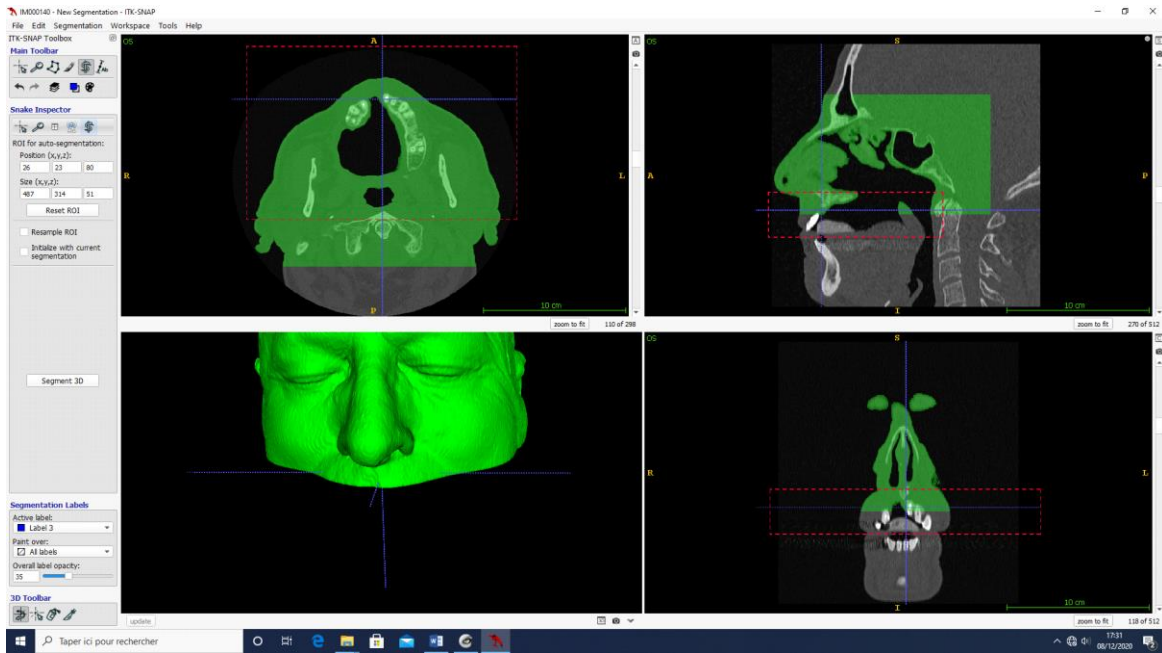 IM000140 - New Segmentation - ITK-SNAP
File Edit Segmentation Workspace Tools Help
ITK-SNAP Toolbox
Main Toolbar
Snake Inspector
ROI for auto-segmentation:
Position (x,y,z):
26 23 80
Size (x,y,z):
487 314 51
Reset ROI
Resample ROI
Initialize with current
segmentation
Segment 3D
Segmentation Labels
Active label:
Label 3
Paint over:
All labels
Overall label opacity:
35
3D Toolbar
OS
A
R
L
P
10 cm
zoom to fit 110 of 298
OS
S
A
P
I
10 cm
zoom to fit 270 of 512
update
OS
S
R
L
I
10 cm
zoom to fit 118 of 512
Taper ici pour rechercher
17:31
08/12/2020